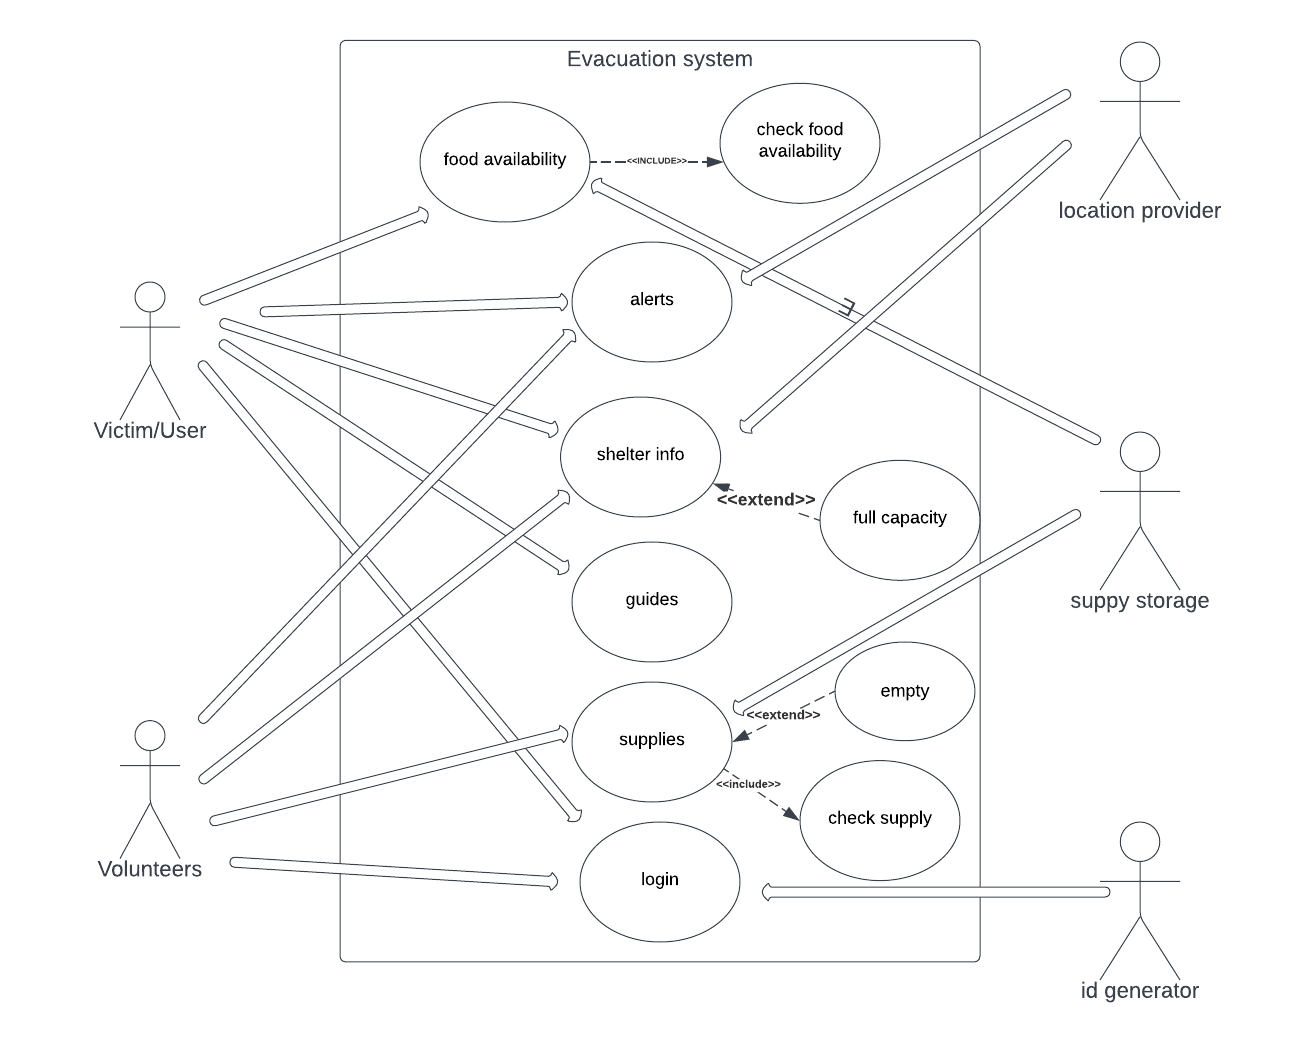 Evacuation system
food availability
<<INCLUDE>>
check food
availability
location provider
alerts
Victim/User
shelter info
<<extend>>
full capacity
guides
suppy storage
supplies
<<extend>>
empty
<<include>>
check supply
Volunteers
login
id generator